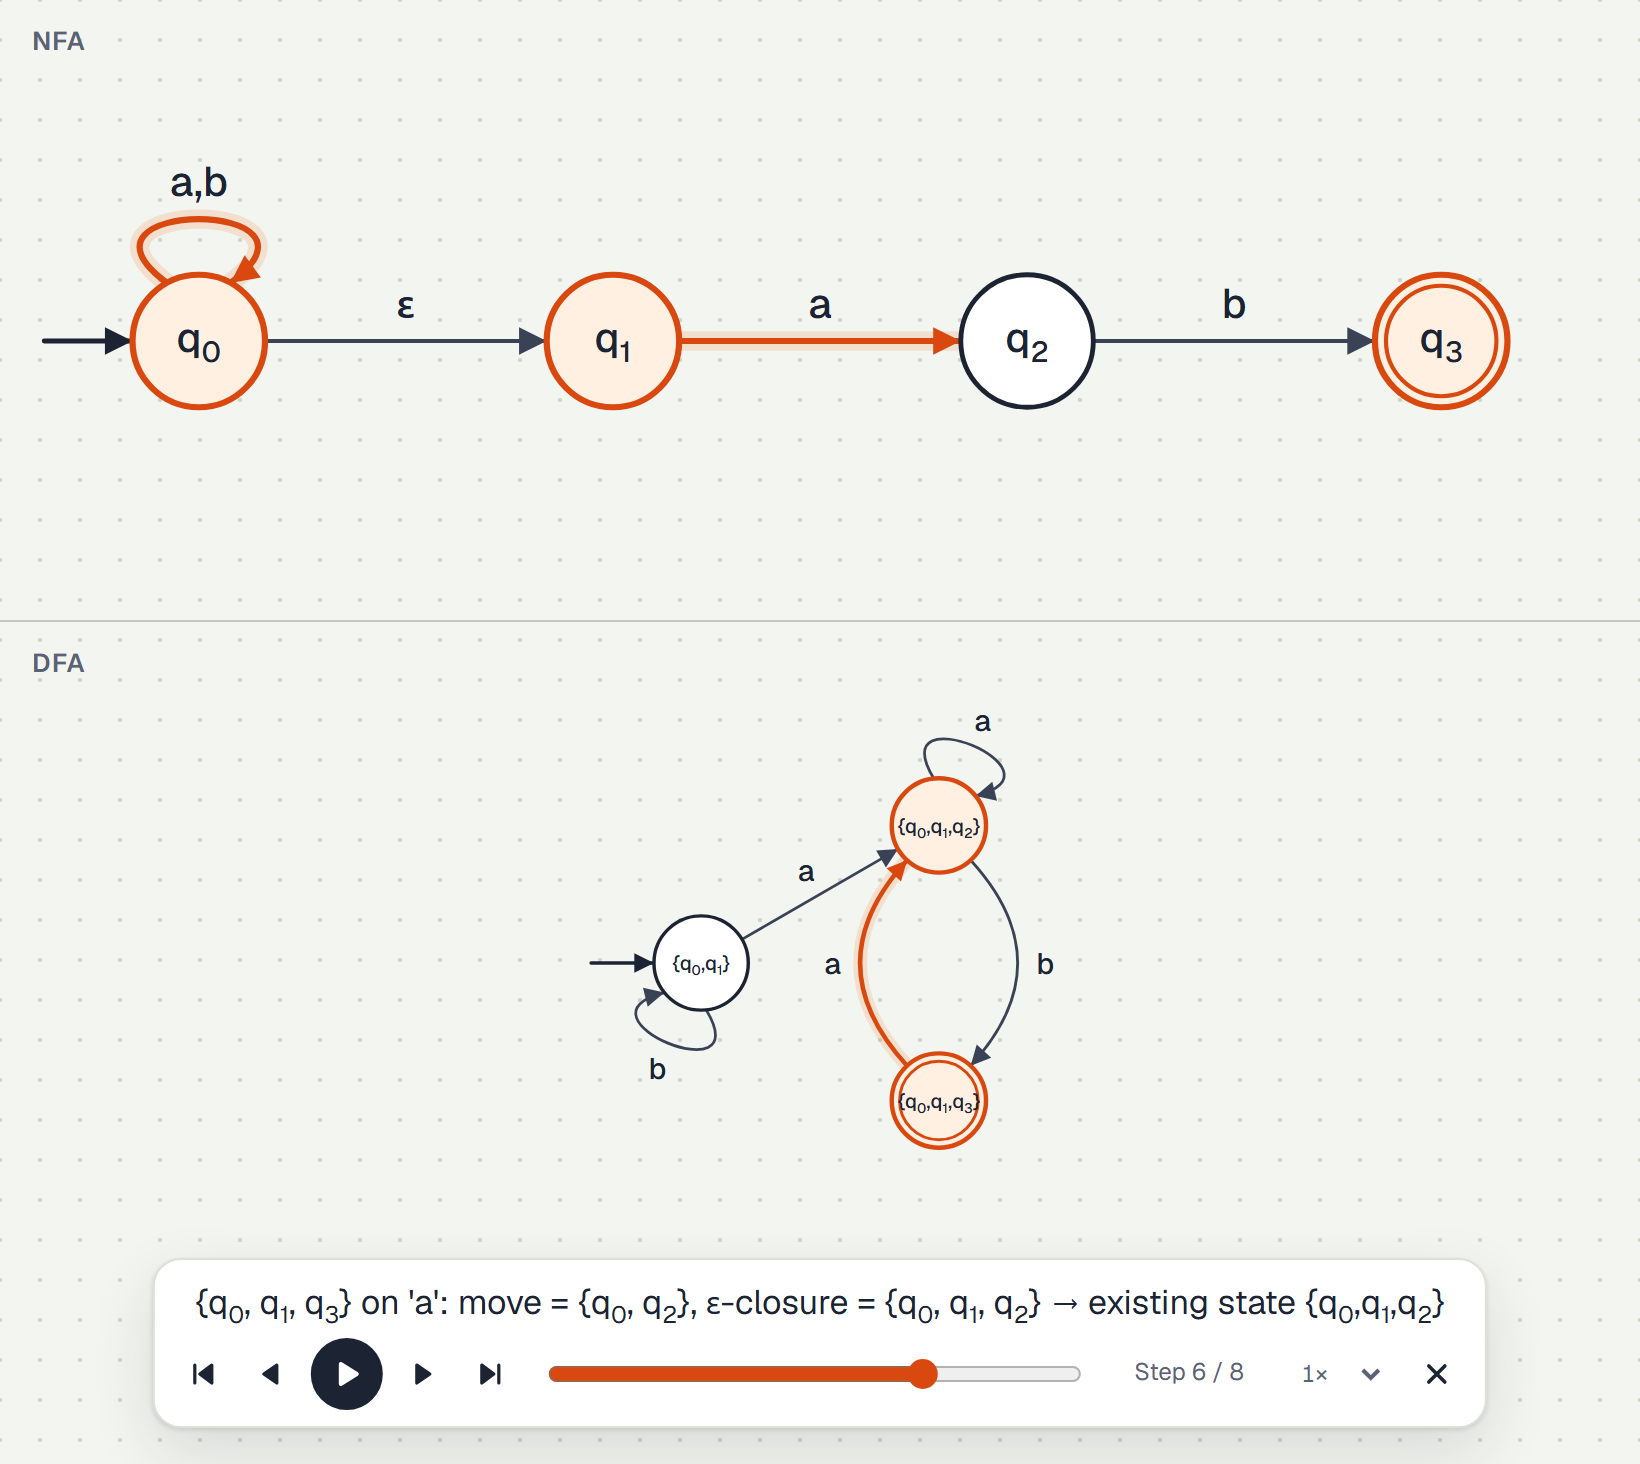 NFA
a,b
ε
a
b
q₀
q₁
q₂
q₃
DFA
a
{q₀,q₁,q₂}
a
{q₀,q₁}
a
b
b
{q₀,q₁,q₃}
{q₀, q₁, q₃} on 'a': move = {q₀, q₂}, ε-closure = {q₀, q₁, q₂} → existing state {q₀,q₁,q₂}
Step 6 / 8
1×